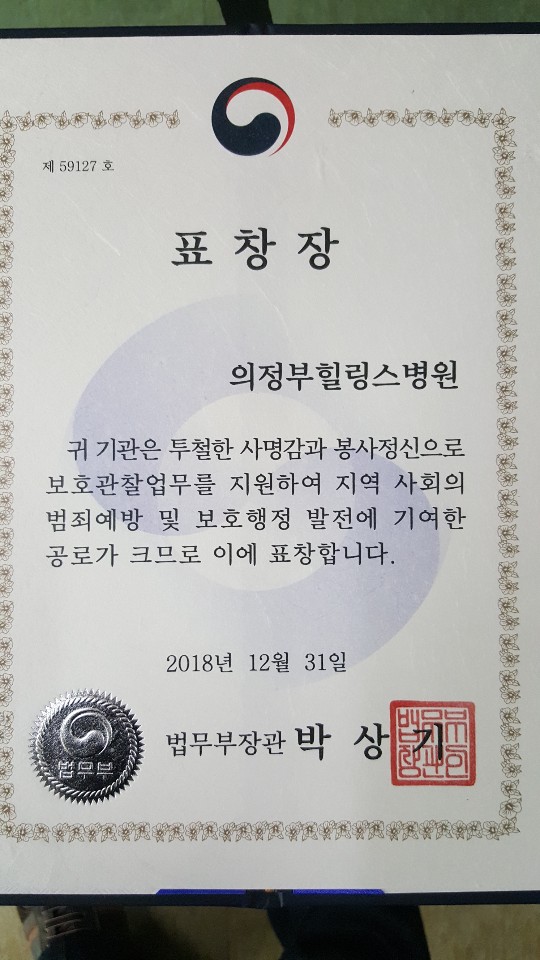 제 59127 호
표 창 장
의정부힐링스병원
귀 기관은 투철한 사명감과 봉사정신으로
보호관찰업무를 지원하여 지역 사회의
범죄예방 및 보호행정 발전에 기여한
공로가 크므로 이에 표창합니다.
2018년 12월 31일
법무부장관 박 상 기
법무부